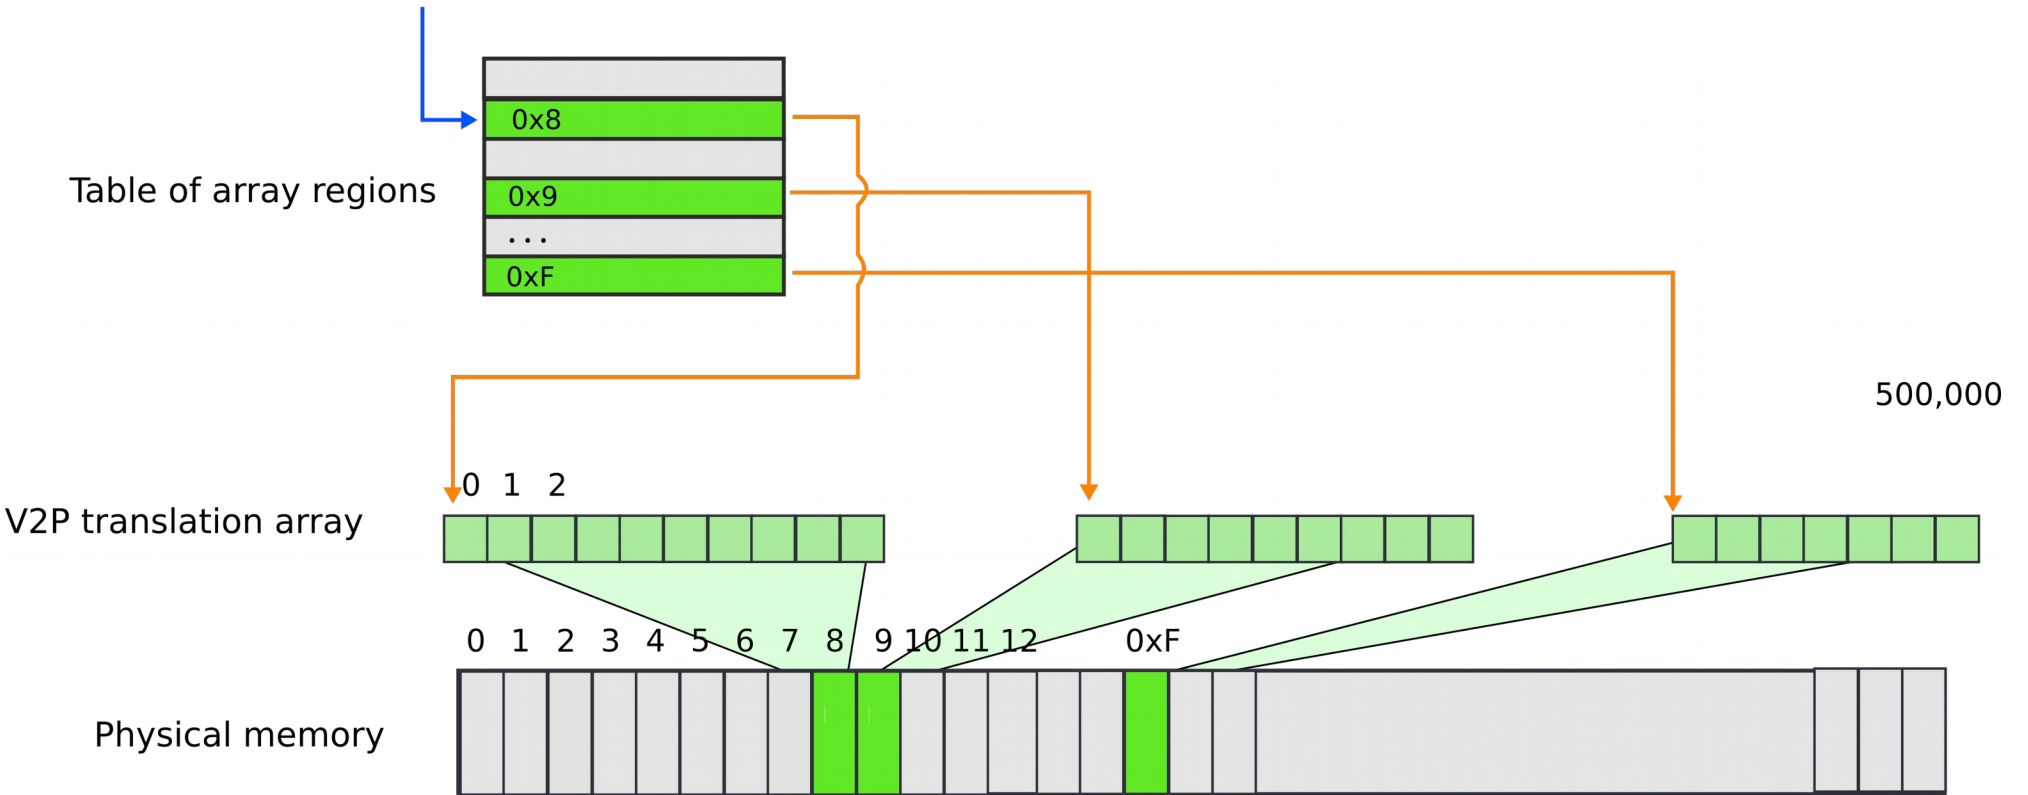 0x8
Table of array regions
0x9
...
0xF
500,000
0 1 2
V2P translation array
0 1 2 3 4 5 6 7 8 9 10 11 12 0xF
Physical memory